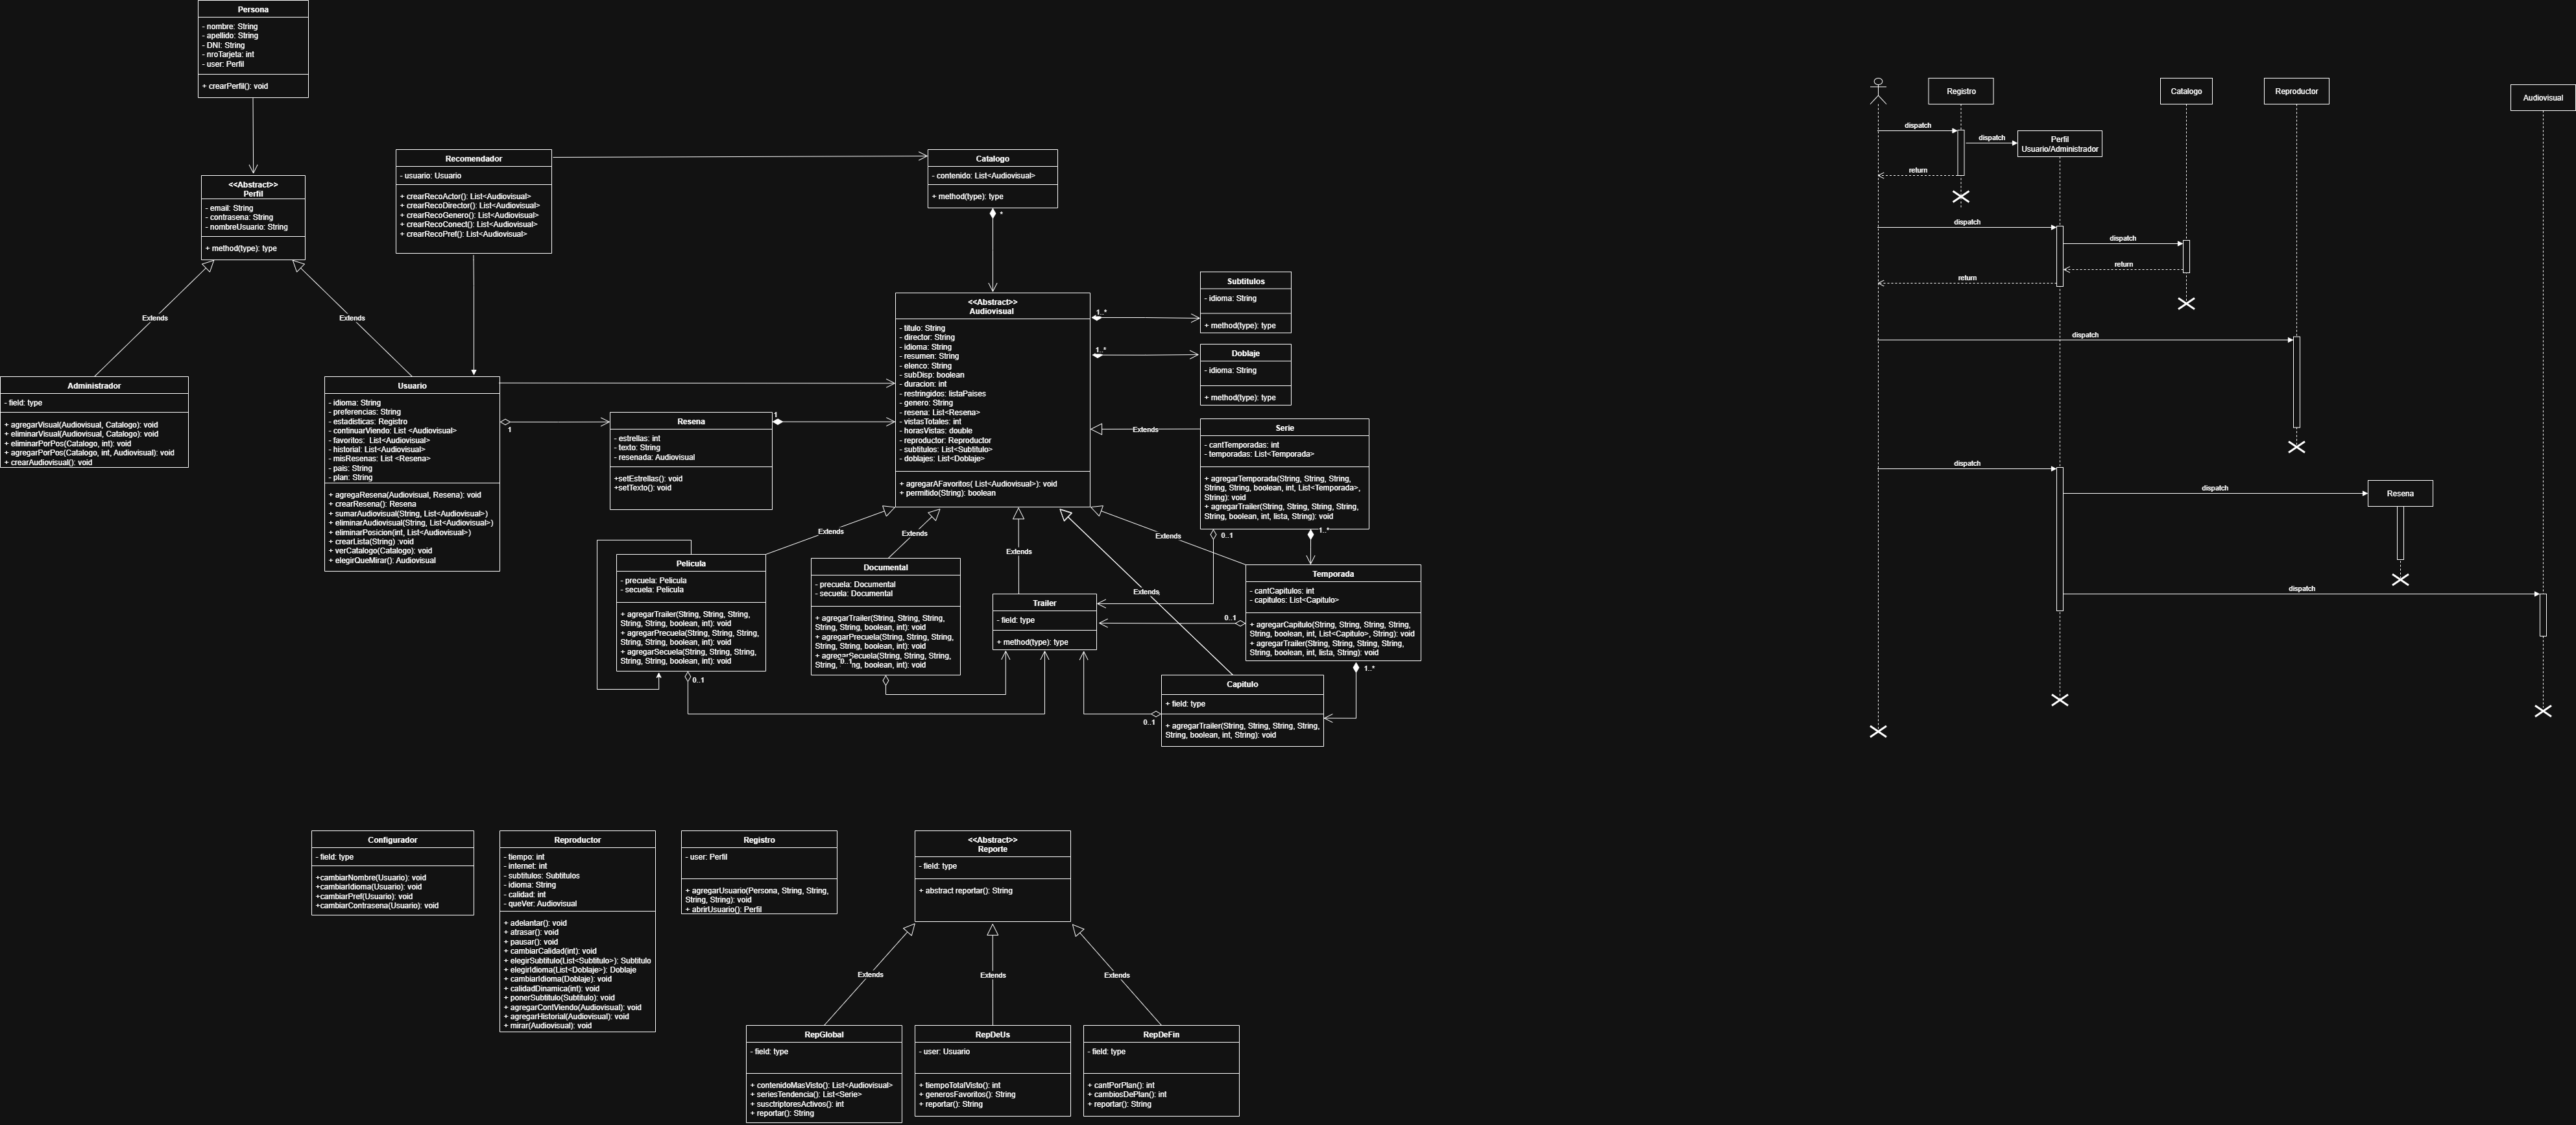 Persona
- nombre: String
- apellido: String
- DNI: String
- nroTarjeta: int
- user: Perfil
+ crearPerfil(): void
<<Abstract>>
Perfil
- email: String
- contrasena: String
- nombreUsuario: String
+ method(type): type
Extends
Extends
Administrador
- field: type
+ agregarVisual(Audiovisual, Catalogo): void
+ eliminarVisual(Audiovisual, Catalogo): void
+ eliminarPorPos(Catalogo, int): void
+ agregarPorPos(Catalogo, int, Audiovisual): void
+ crearAudiovisual(): void
Usuario
- idioma: String
- preferencias: String
- estadisticas: Registro
- continuarViendo: List <Audiovisual>
- favoritos:  List<Audiovisual>
- historial: List<Audiovisual>
- misResenas: List <Resena>
- pais: String
- plan: String
+ agregaResena(Audiovisual, Resena): void
+ crearResena(): Resena
+ sumarAudiovisual(String, List<Audiovisual>)
+ eliminarAudiovisual(String, List<Audiovisual>)
+ eliminarPosicion(int, List<Audiovisual>)
+ crearLista(String) :void
+ verCatalogo(Catalogo): void
+ elegirQueMirar(): Audiovisual
Recomendador
- usuario: Usuario
+ crearRecoActor(): List<Audiovisual>
+ crearRecoDirector(): List<Audiovisual>
+ crearRecoGenero(): List<Audiovisual>
+ crearRecoConect(): List<Audiovisual>
+ crearRecoPref(): List<Audiovisual>
Catalogo
- contenido: List<Audiovisual>
+ method(type): type
*
1
Resena
- estrellas: int
- texto: String
- resenada: Audiovisual
+setEstrellas(): void
+setTexto(): void
1
<<Abstract>>
Audiovisual
- titulo: String
- director: String
- idioma: String
- resumen: String
- elenco: String
- subDisp: boolean
- duracion: int
- restringidos: listaPaises
- genero: String
- resena: List<Resena>
- vistasTotales: int
- horasVistas: double
- reproductor: Reproductor
- subtitulos: List<Subtitulo>
- doblajes: List<Doblaje>
+ agregarAFavoritos( List<Audiovisual>): void
+ permitido(String): boolean
1..*
1..*
Subtitulos
- idioma: String
+ method(type): type
Doblaje
- idioma: String
+ method(type): type
Extends
Serie
- cantTemporadas: int
- temporadas: List<Temporada>
+ agregarTemporada(String, String, String,
String, String, boolean, int, List<Temporada>,
String): void
+ agregarTrailer(String, String, String, String,
String, boolean, int, lista, String): void
0..1
1..*
Extends
Extends
Extends
Extends
Extends
Pelicula
- precuela: Pelicula
- secuela: Pelicula
+ agregarTrailer(String, String, String,
String, String, boolean, int): void
+ agregarPrecuela(String, String, String,
String, String, boolean, int): void
+ agregarSecuela(String, String, String,
String, String, boolean, int): void
0..1
Documental
- precuela: Documental
- secuela: Documental
+ agregarTrailer(String, String, String,
String, String, boolean, int): void
+ agregarPrecuela(String, String, String,
String, String, boolean, int): void
+ agregarSecuela(String, String, String,
0..1
boolean, int): void
Trailer
- field: type
+ method(type): type
Temporada
- cantCapitulos: int
- capitulos: List<Capitulo>
+ agregarCapitulo(String, String, String, String,
String, boolean, int, List<Capitulo>, String): void
+ agregarTrailer(String, String, String, String,
String, boolean, int, lista, String): void
0..1
1..*
Capitulo
+ field: type
+ agregarTrailer(String, String, String, String,
String, boolean, int, String): void
0..1
Configurador
- field: type
+cambiarNombre(Usuario): void
+cambiarIdioma(Usuario): void
+cambiarPref(Usuario): void
+cambiarContrasena(Usuario): void
Reproductor
- tiempo: int
- internet: int
- subtitulos: Subtitulos
- idioma: String
- calidad: int
- queVer: Audiovisual
+ adelantar(): void
+ atrasar(): void
+ pausar(): void
+ cambiarCalidad(int): void
+ elegirSubtitulo(List<Subtitulo>): Subtitulo
+ elegirIdioma(List<Doblaje>): Doblaje
+ cambiarIdioma(Doblaje): void
+ calidadDinamica(int): void
+ ponerSubtitulo(Subtitulo): void
+ agregarContViendo(Audiovisual): void
+ agregarHistorial(Audiovisual): void
+ mirar(Audiovisual): void
Registro
- user: Perfil
+ agregarUsuario(Persona, String, String,
String, String): void
+ abrirUsuario(): Perfil
<<Abstract>>
Reporte
- field: type
+ abstract reportar(): String
Extends
Extends
Extends
RepGlobal
- field: type
+ contenidoMasVisto(): List<Audiovisual>
+ seriesTendencia(): List<Serie>
+ susctriptoresActivos(): int
+ reportar(): String
RepDeUs
- user: Usuario
+ tiempoTotalVisto(): int
+ generosFavoritos(): String
+ reportar(): String
RepDeFin
- field: type
+ cantPorPlan(): int
+ cambiosDePlan(): int
+ reportar(): String
Registro
Catalogo
Reproductor
Audiovisual
dispatch
dispatch
Perfil
Usuario/Administrador
return
dispatch
dispatch
return
return
dispatch
dispatch
dispatch
Resena
dispatch